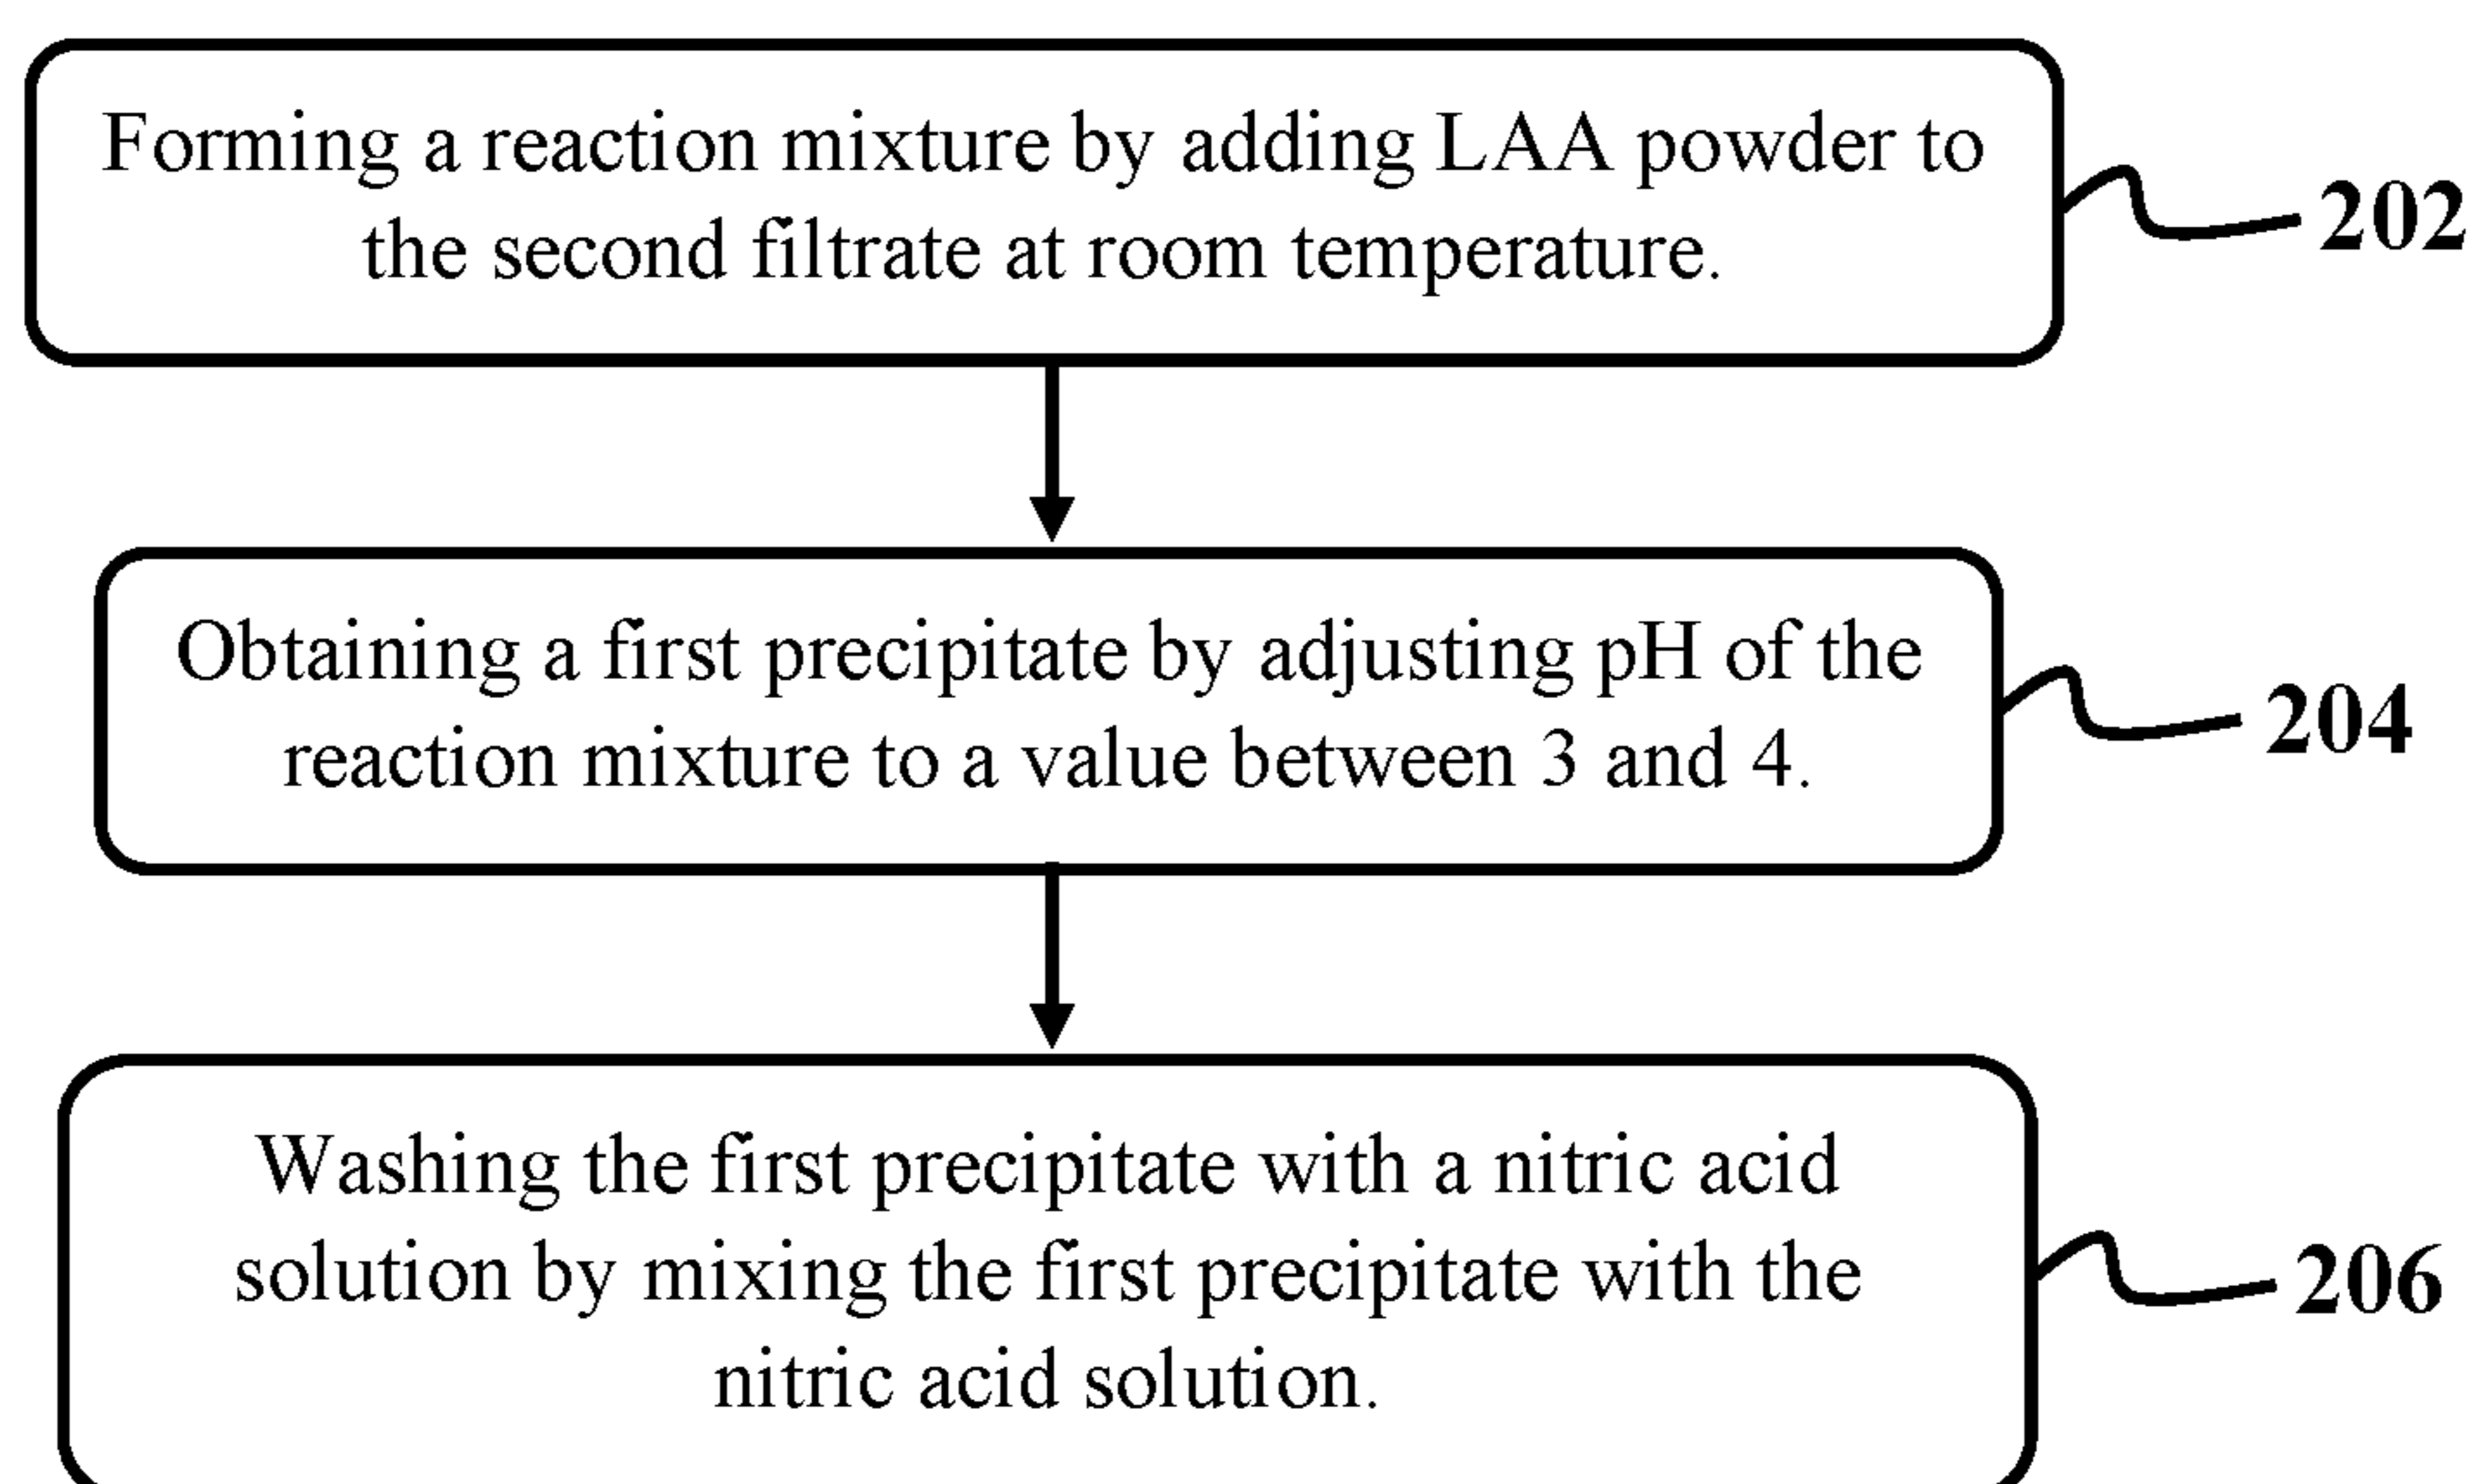 Forming a reaction mixture by adding LAA powder to
the second filtrate at room temperature.
202
Obtaining a first precipitate by adjusting pH of the
reaction mixture to a value between 3 and 4.
204
Washing the first precipitate with a nitric acid
solution by mixing the first precipitate with the
nitric acid solution.
206